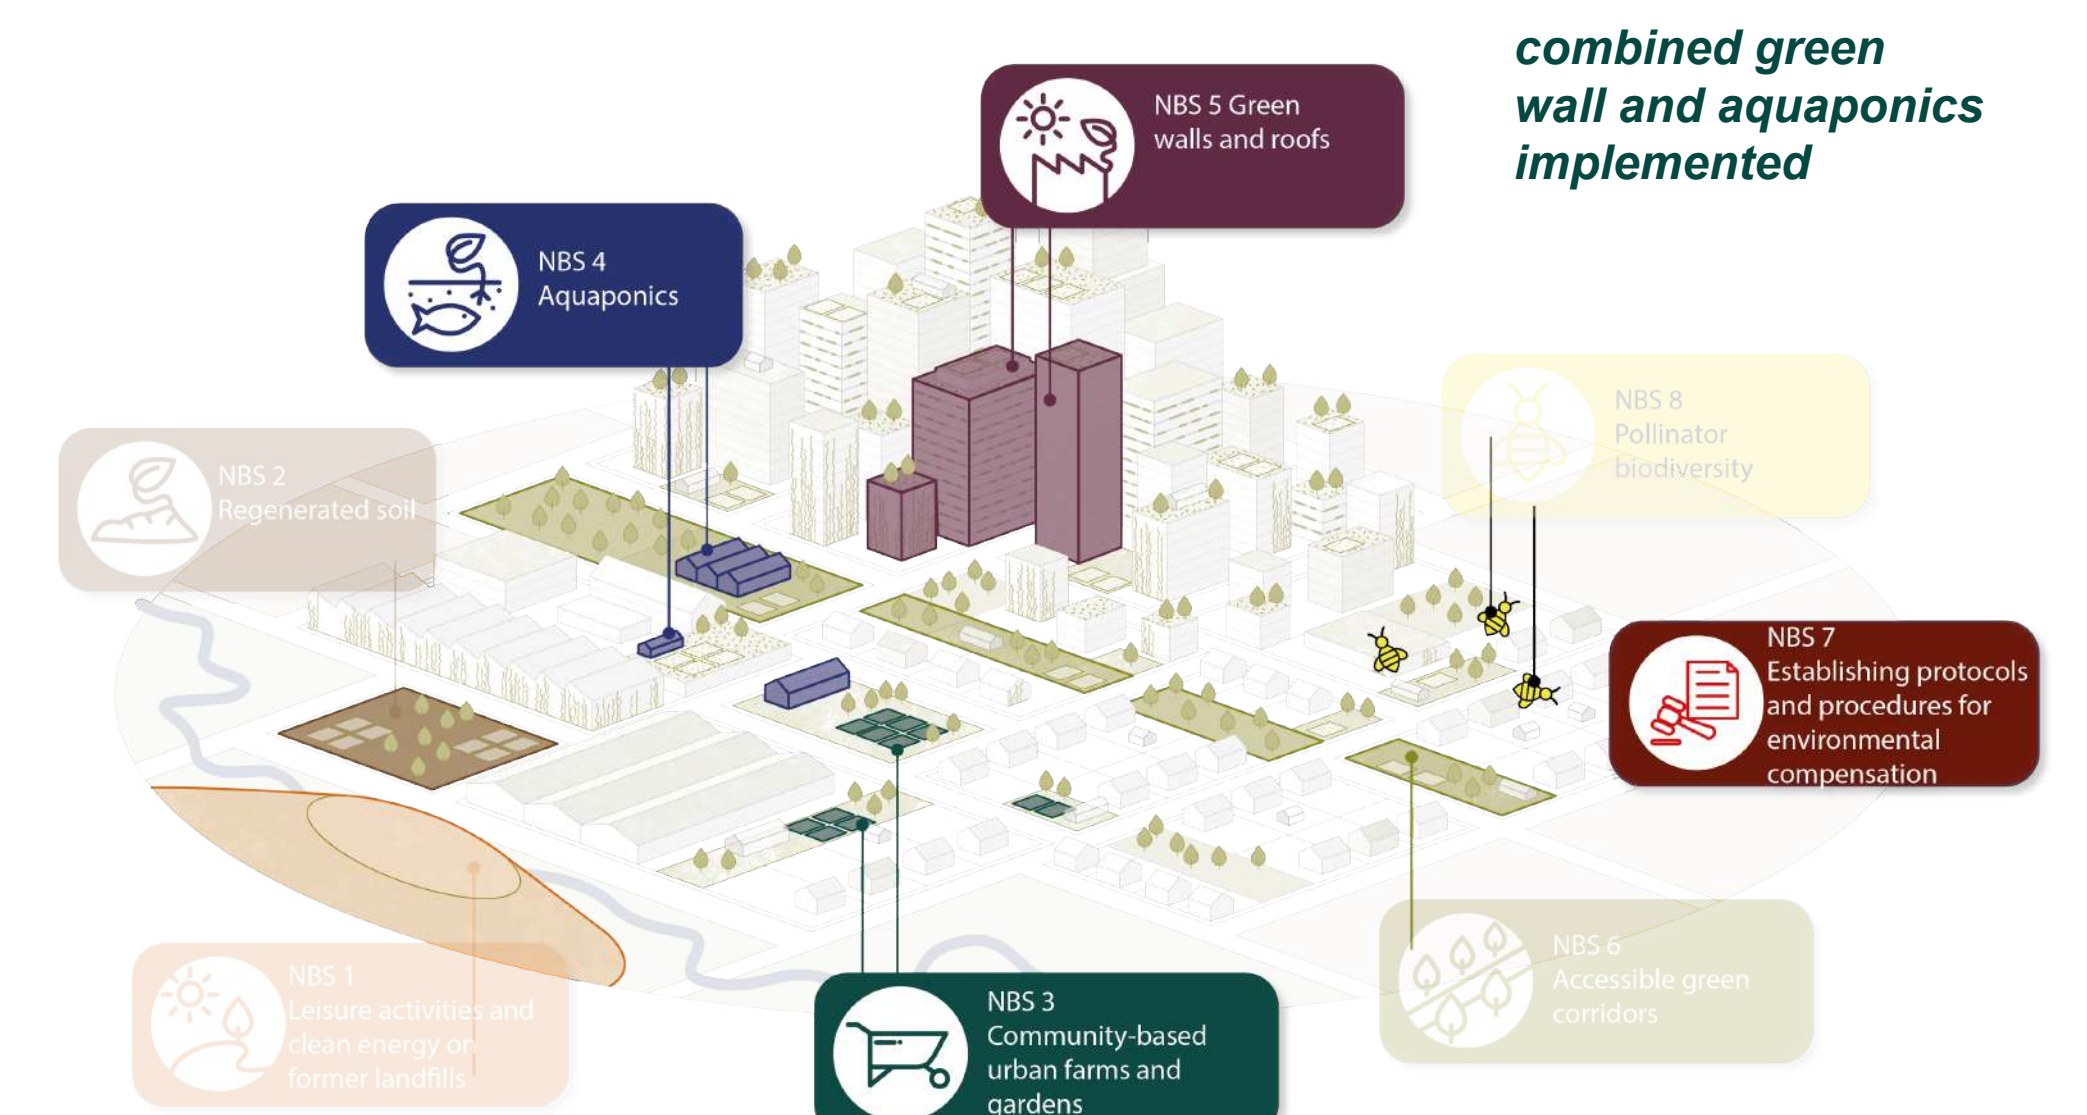 combined green
wall and aquaponics
implemented
NBS 5 Green
walls and roofs
NBS 4
Aquaponics
NBS 8
Pollinator
biodiversity
NBS 2
Regenerated soil
NBS 7
Establishing protocols
and procedures for
environmental
compensation
NBS 6
Accessible green
corridors
NBS 1
Leisure activities and
clean energy on
former landfills
NBS 3
Community-based
urban farms and
gardens